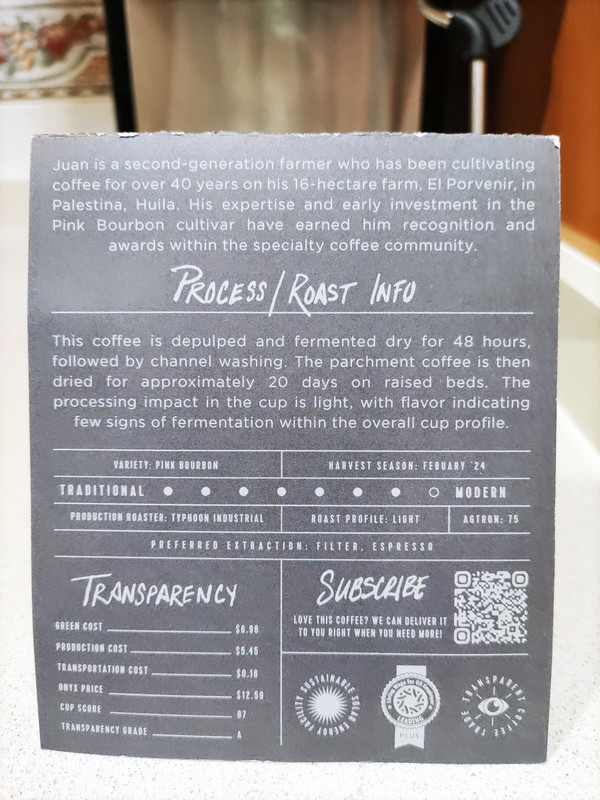 Juan is a second-generation farmer who has been cultivating
coffee for over 40 years on his 16-hectare farm, El Porvenir, in
Palestina, Huila. His expertise and early investment in the
Pink Bourbon cultivar have earned him recognition and
awards within the specialty coffee community.
PROCESS/ROAST INFO
This coffee is depulped and fermented dry for 48 hours,
followed by channel washing. The parchment coffee is then
dried for approximately 20 days on raised beds. The
processing impact in the cup is light, with flavor indicating
few signs of fermentation within the overall cup profile.
VARIETY: PINK BOURBON HARVEST SEASON: FEBUARY '24
TRADITIONAL MODERN
PRODUCTION ROASTER: TYPHOON INDUSTRIAL ROAST PROFILE: LIGHT AGTRON: 75
PREFERRED EXTRACTION: FILTER, ESPRESSO
TRANSPARENCY
GREEN COST $6.98
PRODUCTION COST $5.45
TRANSPORTATION COST $0.16
ONYX PRICE $12.59
CUP SCORE 87
TRANSPARENCY GRADE A
SUBSCRIBE
LOVE THIS COFFEE? WE CAN DELIVER IT
TO YOU RIGHT WHEN YOU NEED MORE!
SUSTAINABLE SOLAR ENERGY FACILITY
LEADING
PLUS
TRANSPARENT COFFEE TRADE